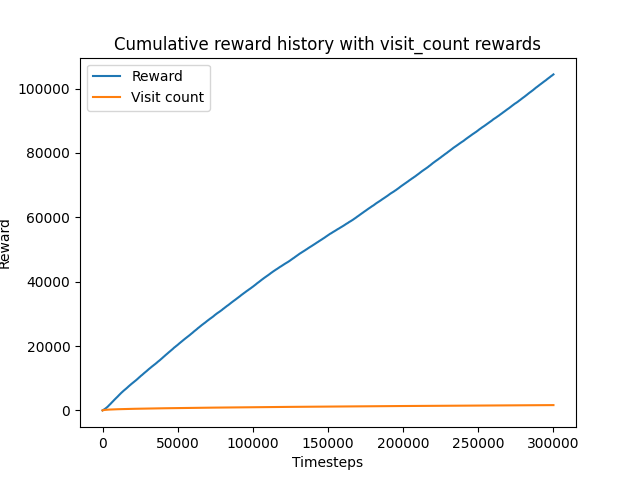 Cumulative reward history with visit_count rewards
Reward
Visit count
100000
80000
60000
40000
20000
0
Reward
0
50000
100000
150000
200000
250000
300000
Timesteps